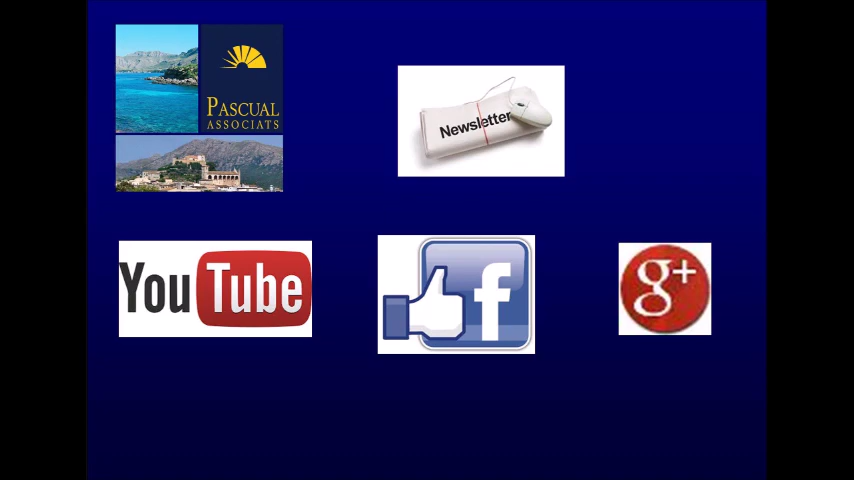 PASCUAL
ASSOCIATS
Newsletter
YouTube
f
g+